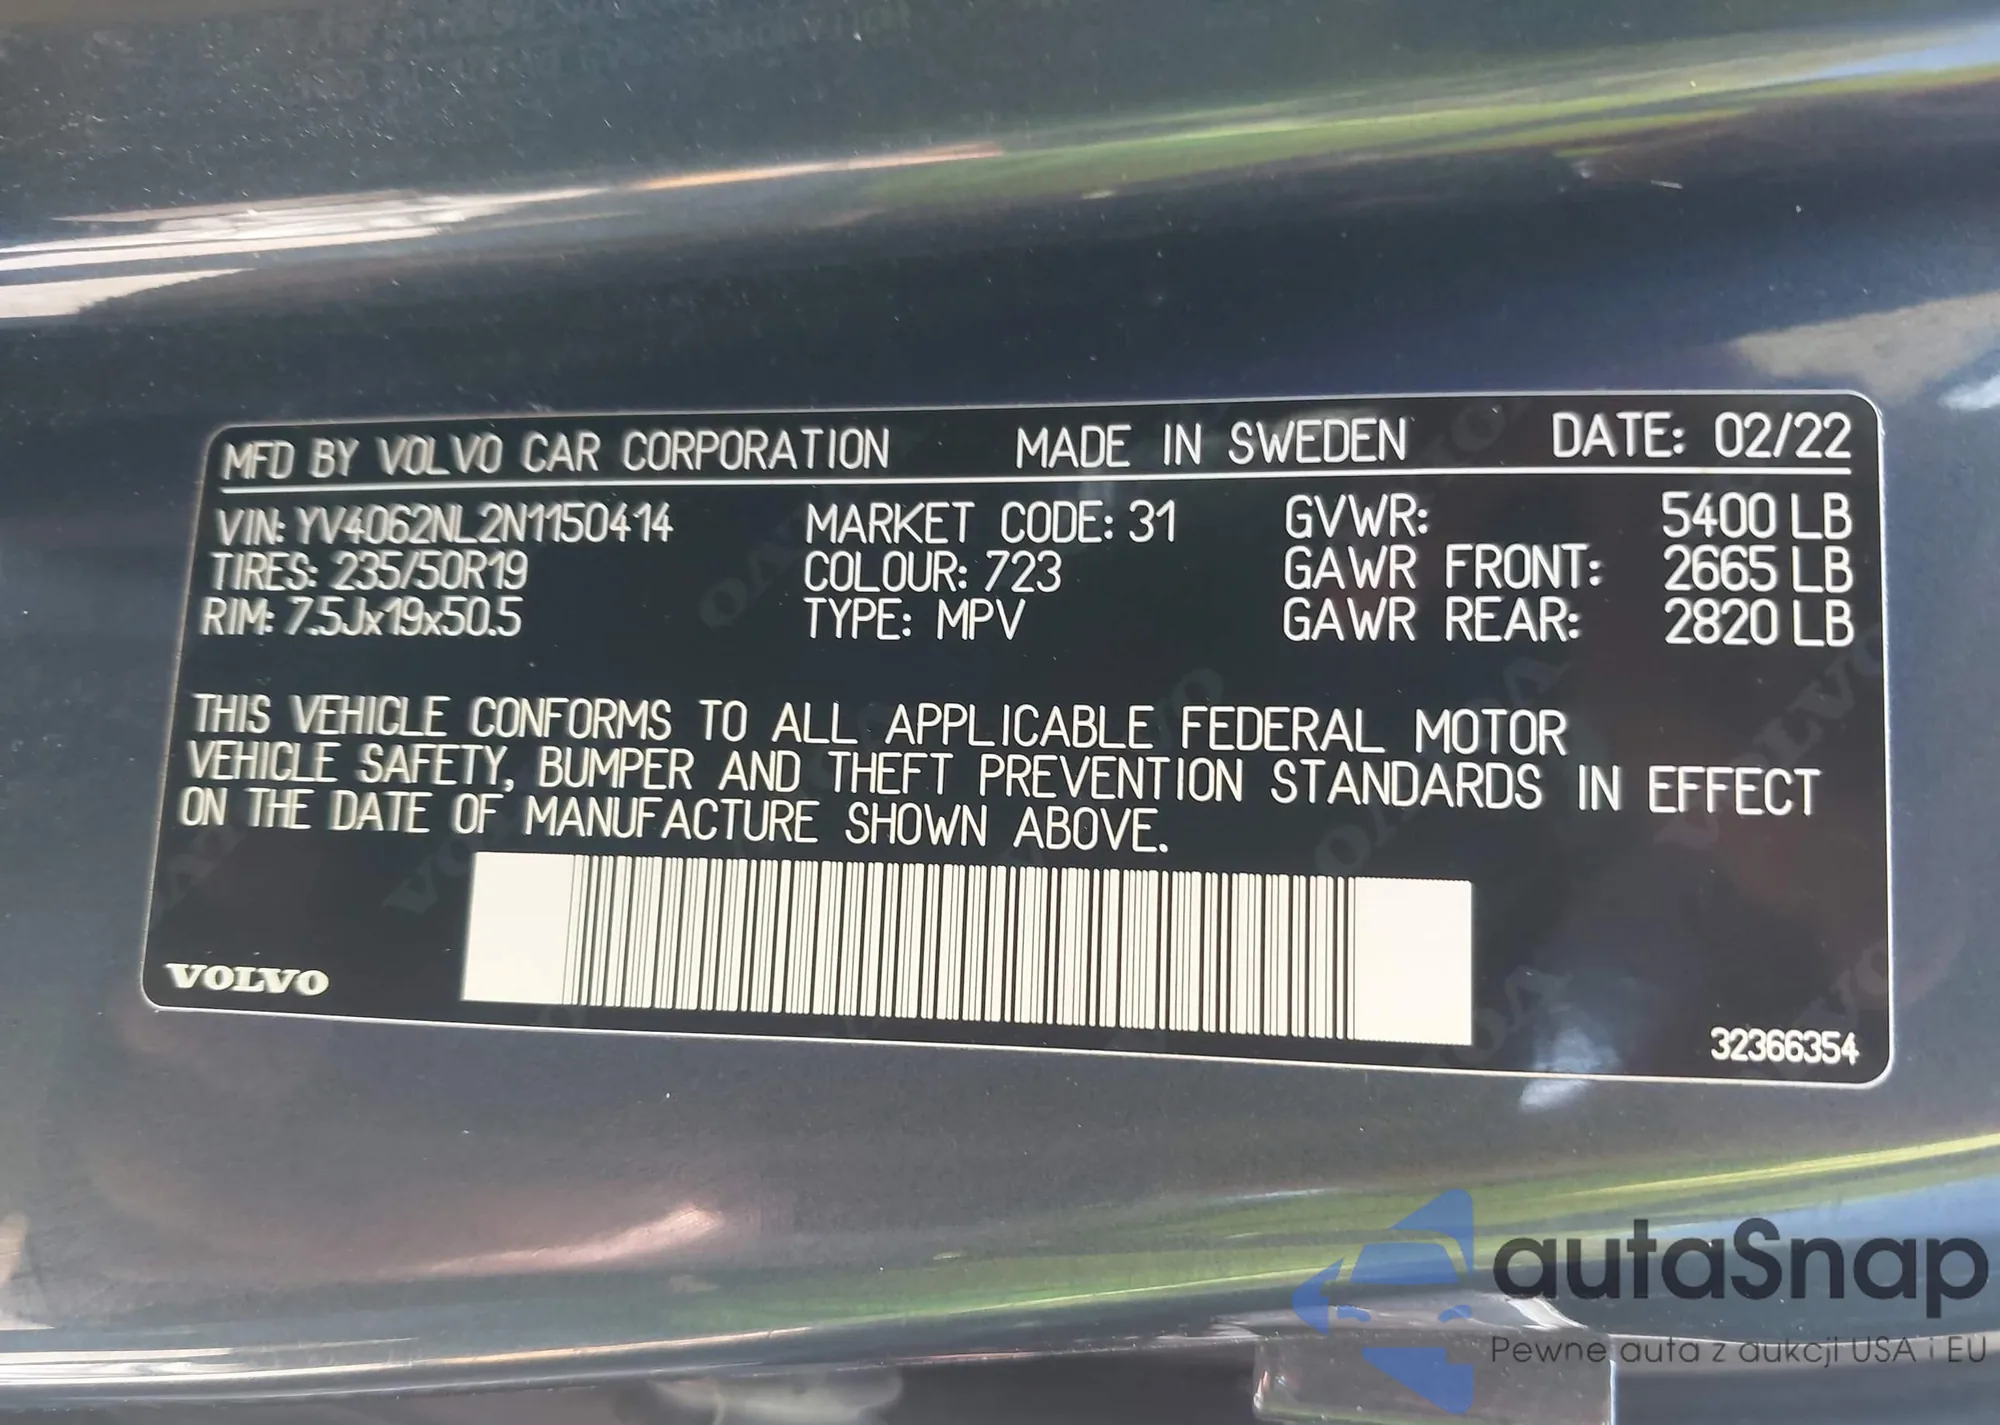 MFD BY VOLVO CAR CORPORATION MADE IN SWEDEN DATE: 02/22
VIN: YV4062NL2N1150414 MARKET CODE: 31 GVWR: 5400 LB
TIRES: 235/50R19 COLOUR: 723 GAWR FRONT: 2665 LB
RIM: 7.5Jx19x50.5 TYPE: MPV GAWR REAR: 2820 LB
THIS VEHICLE CONFORMS TO ALL APPLICABLE FEDERAL MOTOR
VEHICLE SAFETY, BUMPER AND THEFT PREVENTION STANDARDS IN EFFECT
ON THE DATE OF MANUFACTURE SHOWN ABOVE.
VOLVO
32366354
autaSnap
Pewne auta z aukcji USA i EU